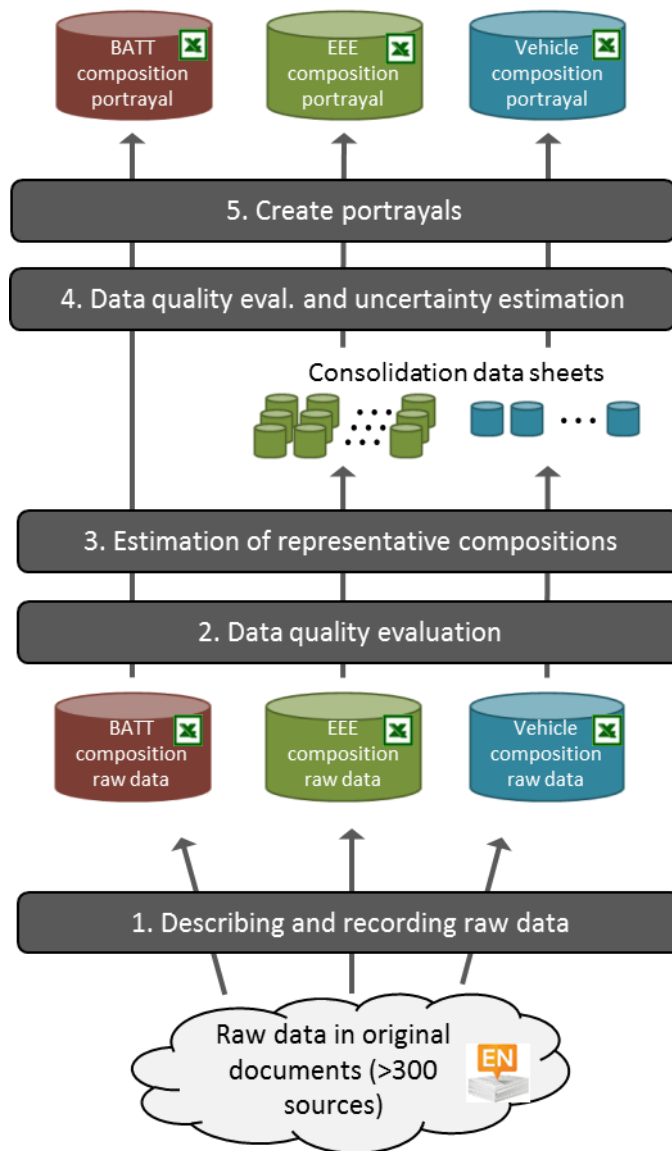 BATT
composition
portrayal
EEE
composition
portrayal
Vehicle
composition
portrayal
5. Create portrayals
4. Data quality eval. and uncertainty estimation
Consolidation data sheets
3. Estimation of representative compositions
2. Data quality evaluation
BATT
composition
raw data
EEE
composition
raw data
Vehicle
composition
raw data
1. Describing and recording raw data
Raw data in original
documents (>300
sources)
EN